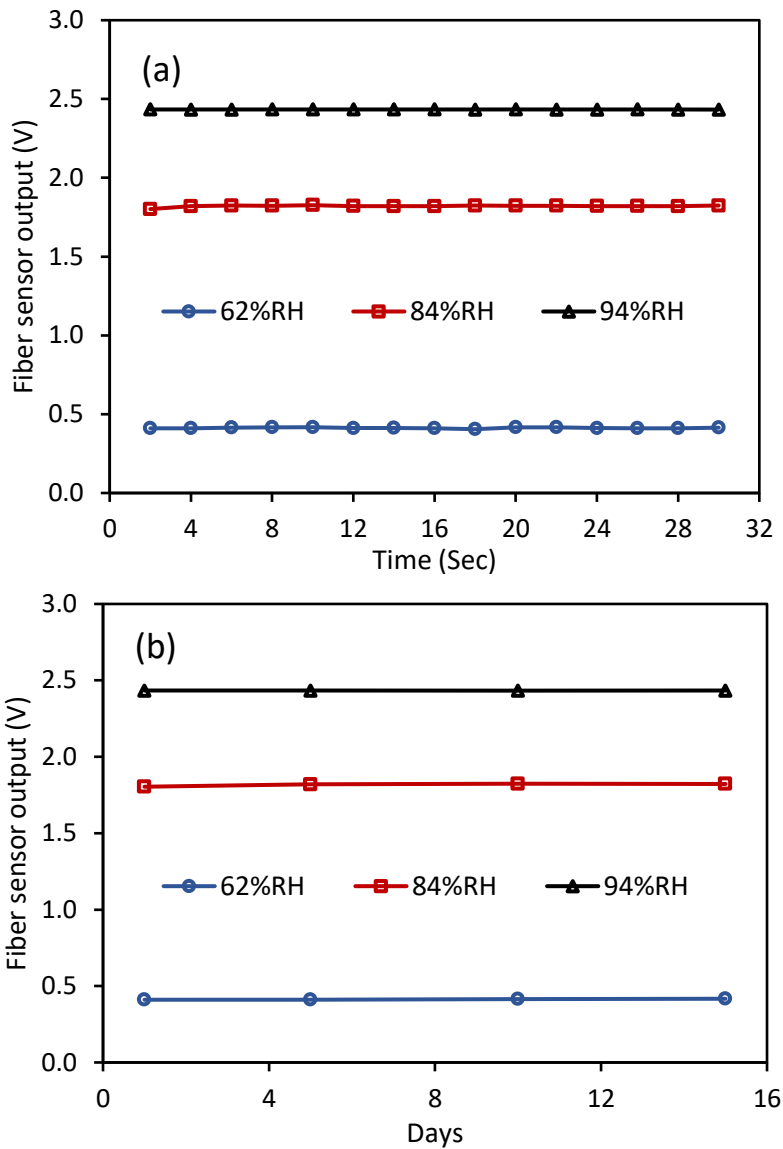 (a)
Fiber sensor output (V)
3.0
2.5
2.0
1.5
1.0
0.5
0.0
62%RH 84%RH 94%RH
0 4 8 12 16 20 24 28 32
Time (Sec)
(b)
Fiber sensor output (V)
3.0
2.5
2.0
1.5
1.0
0.5
0.0
62%RH 84%RH 94%RH
0 4 8 12 16
Days